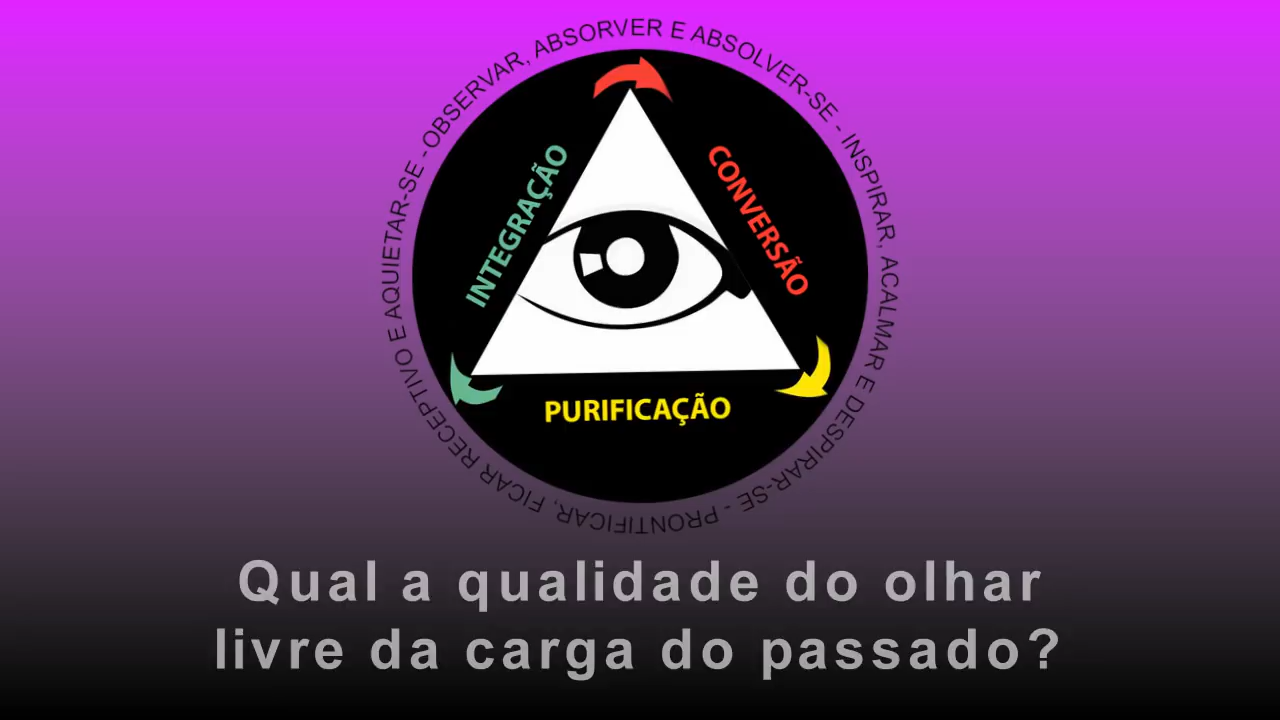 OBSERVAR, ABSORVER E ABSOLVER-SE - INSPIRAR, ACALMAR E DESPIRAR-SE - PRONTIFICAR, FICAR RECEPTIVO E AQUIETAR-SE -
INTEGRAÇÃO
CONVERSÃO
PURIFICAÇÃO
Qual a qualidade do olhar
livre da carga do passado?